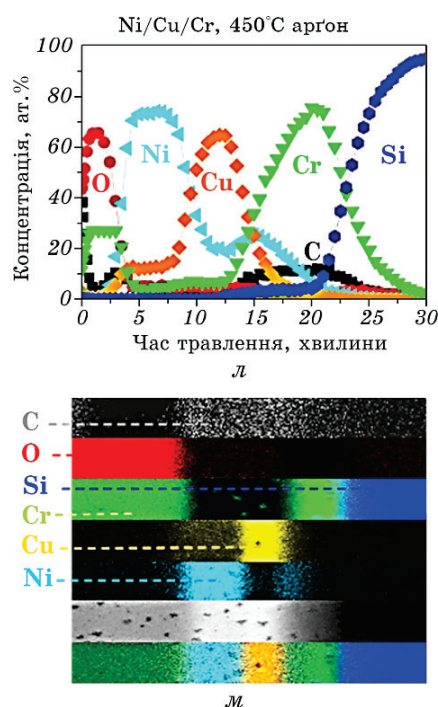 Ni/Cu/Cr, 450°C арґон
Концентрація, ат.%
100
80
60
40
20
0
O
Ni
Cu
Cr
Si
C
0 5 10 15 20 25 30
Час травлення, хвилини
л
C
O
Si
Cr
Cu
Ni
м